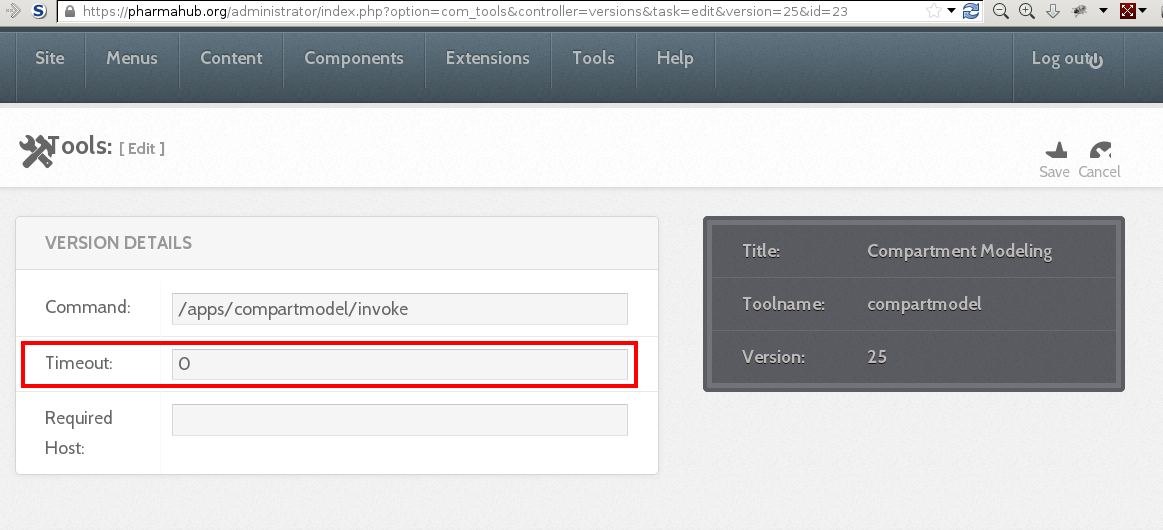 https://pharmahub.org/administrator/index.php?option=com_tools&controller=versions&task=edit&version=25&id=23
Site Menus Content Components Extensions Tools Help Log out
Tools: [ Edit ]
Save Cancel
VERSION DETAILS
Command: /apps/compartmodel/invoke
Timeout: 0
Required
Host:
Title: Compartment Modeling
Toolname: compartmodel
Version: 25